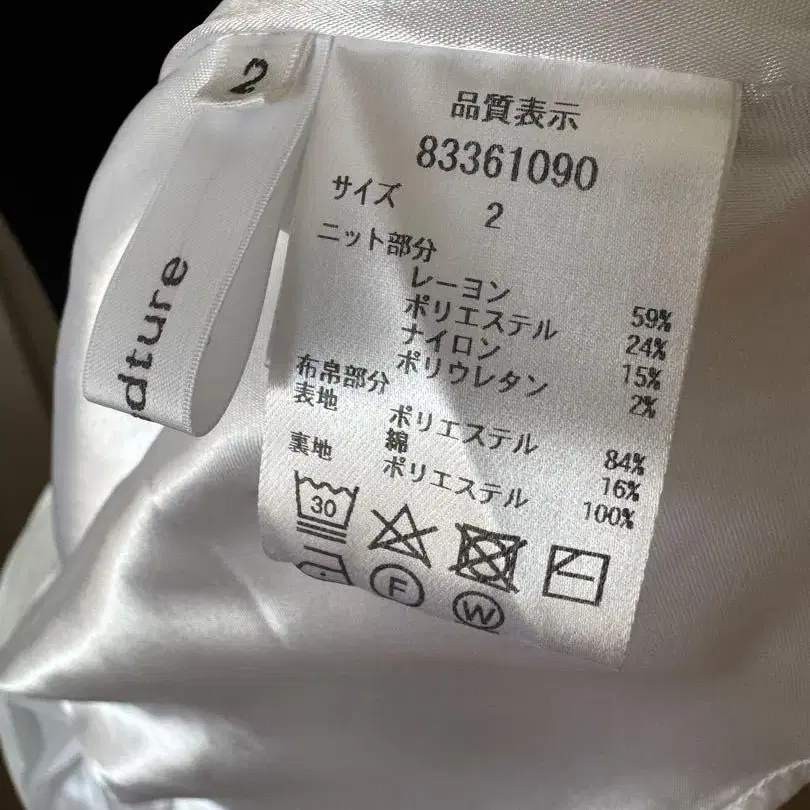 2
dture
品質表示
83361090
サイズ 2
ニット部分
レーヨン 59%
ポリエステル 24%
ナイロン 15%
ポリウレタン 2%
布帛部分
表地 ポリエステル 84%
綿 16%
裏地 ポリエステル 100%
30
F
W